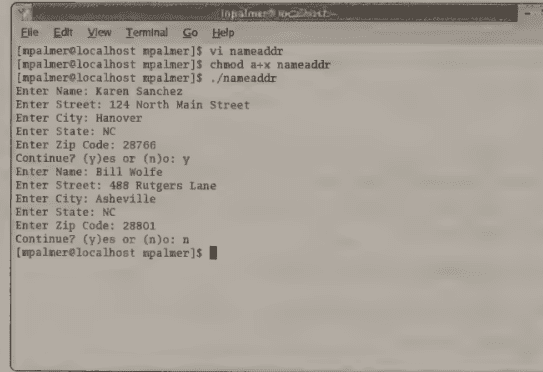 mpalmer@localhost:~
File Edit View Terminal Go Help
[mpalmer@localhost mpalmer]$ vi nameaddr
[mpalmer@localhost mpalmer]$ chmod a+x nameaddr
[mpalmer@localhost mpalmer]$ ./nameaddr
Enter Name: Karen Sanchez
Enter Street: 124 North Main Street
Enter City: Hanover
Enter State: NC
Enter Zip Code: 28766
Continue? (y)es or (n)o: y
Enter Name: Bill Wolfe
Enter Street: 488 Rutgers Lane
Enter City: Asheville
Enter State: NC
Enter Zip Code: 28801
Continue? (y)es or (n)o: n
[mpalmer@localhost mpalmer]$